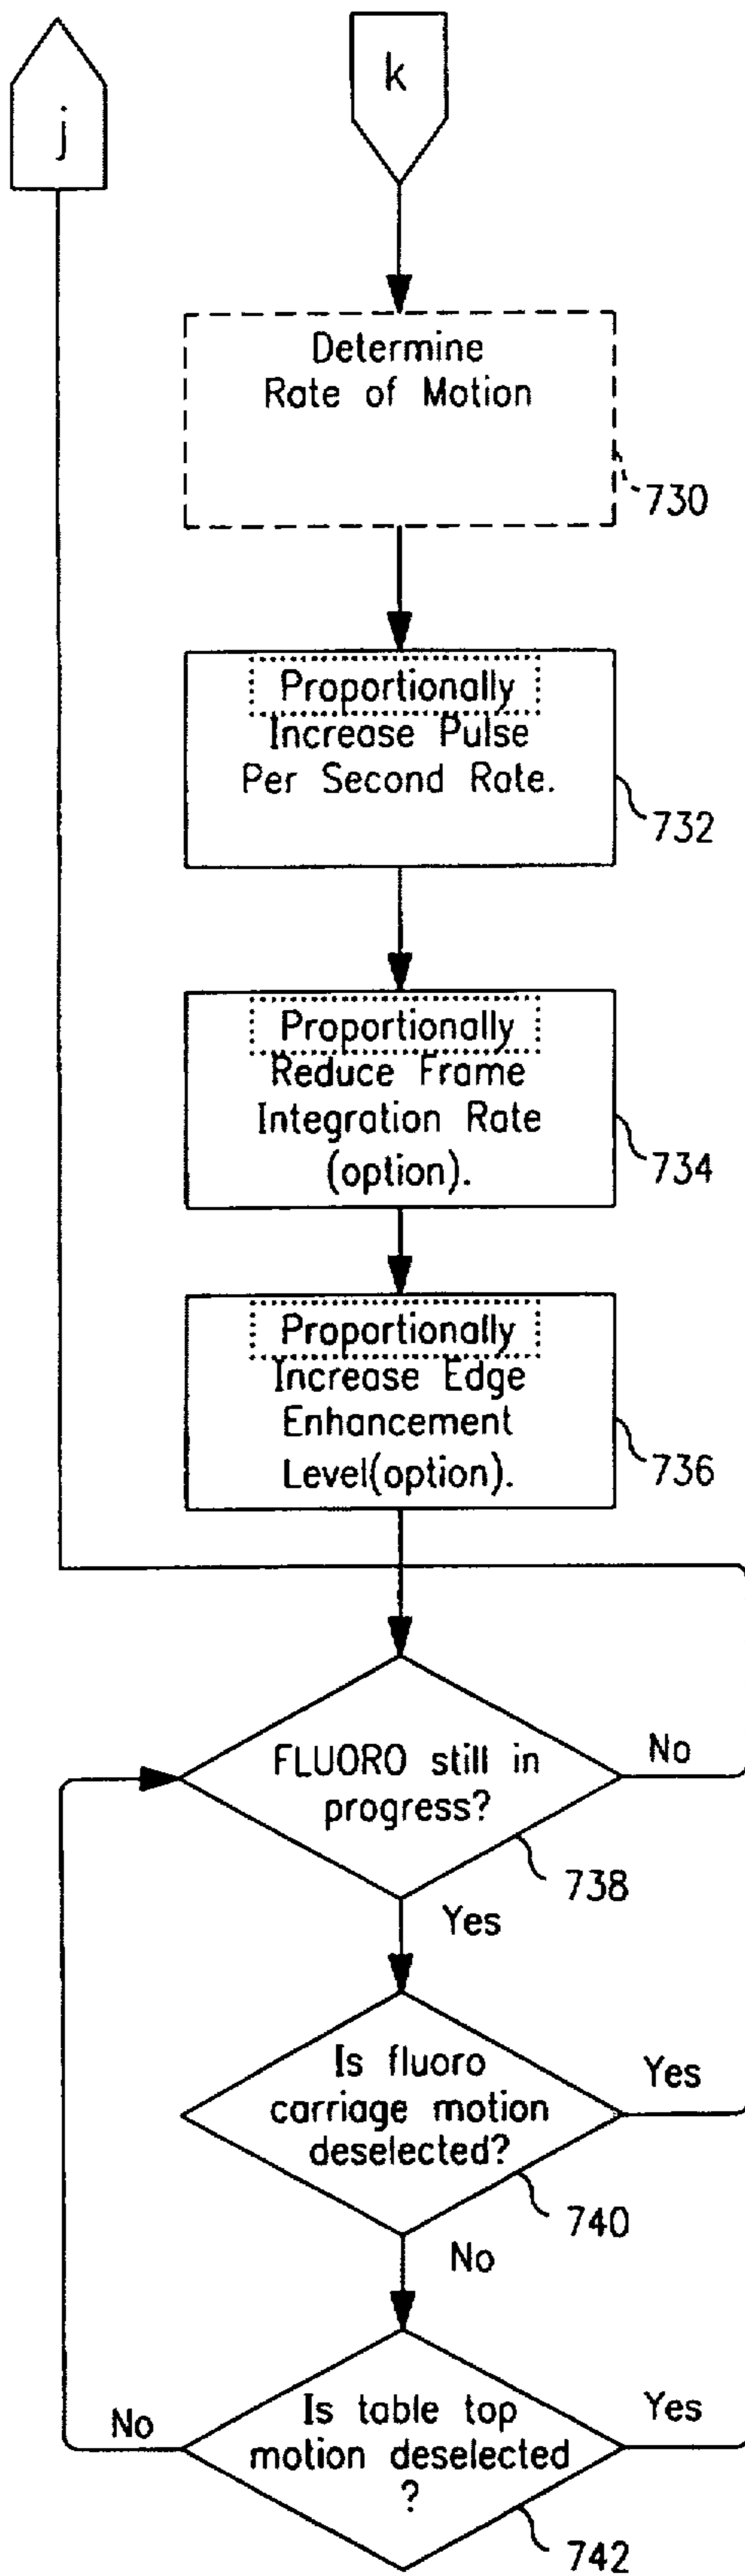 j
k
Determine
Rate of Motion
730
Proportionally
Increase Pulse
Per Second Rate.
732
Proportionally
Reduce Frame
Integration Rate
(option).
734
Proportionally
Increase Edge
Enhancement
Level(option).
736
FLUORO still in
progress?
No
738
Yes
Is fluoro
carriage motion
deselected?
Yes
740
No
Is table top
motion deselected
?
No
Yes
742